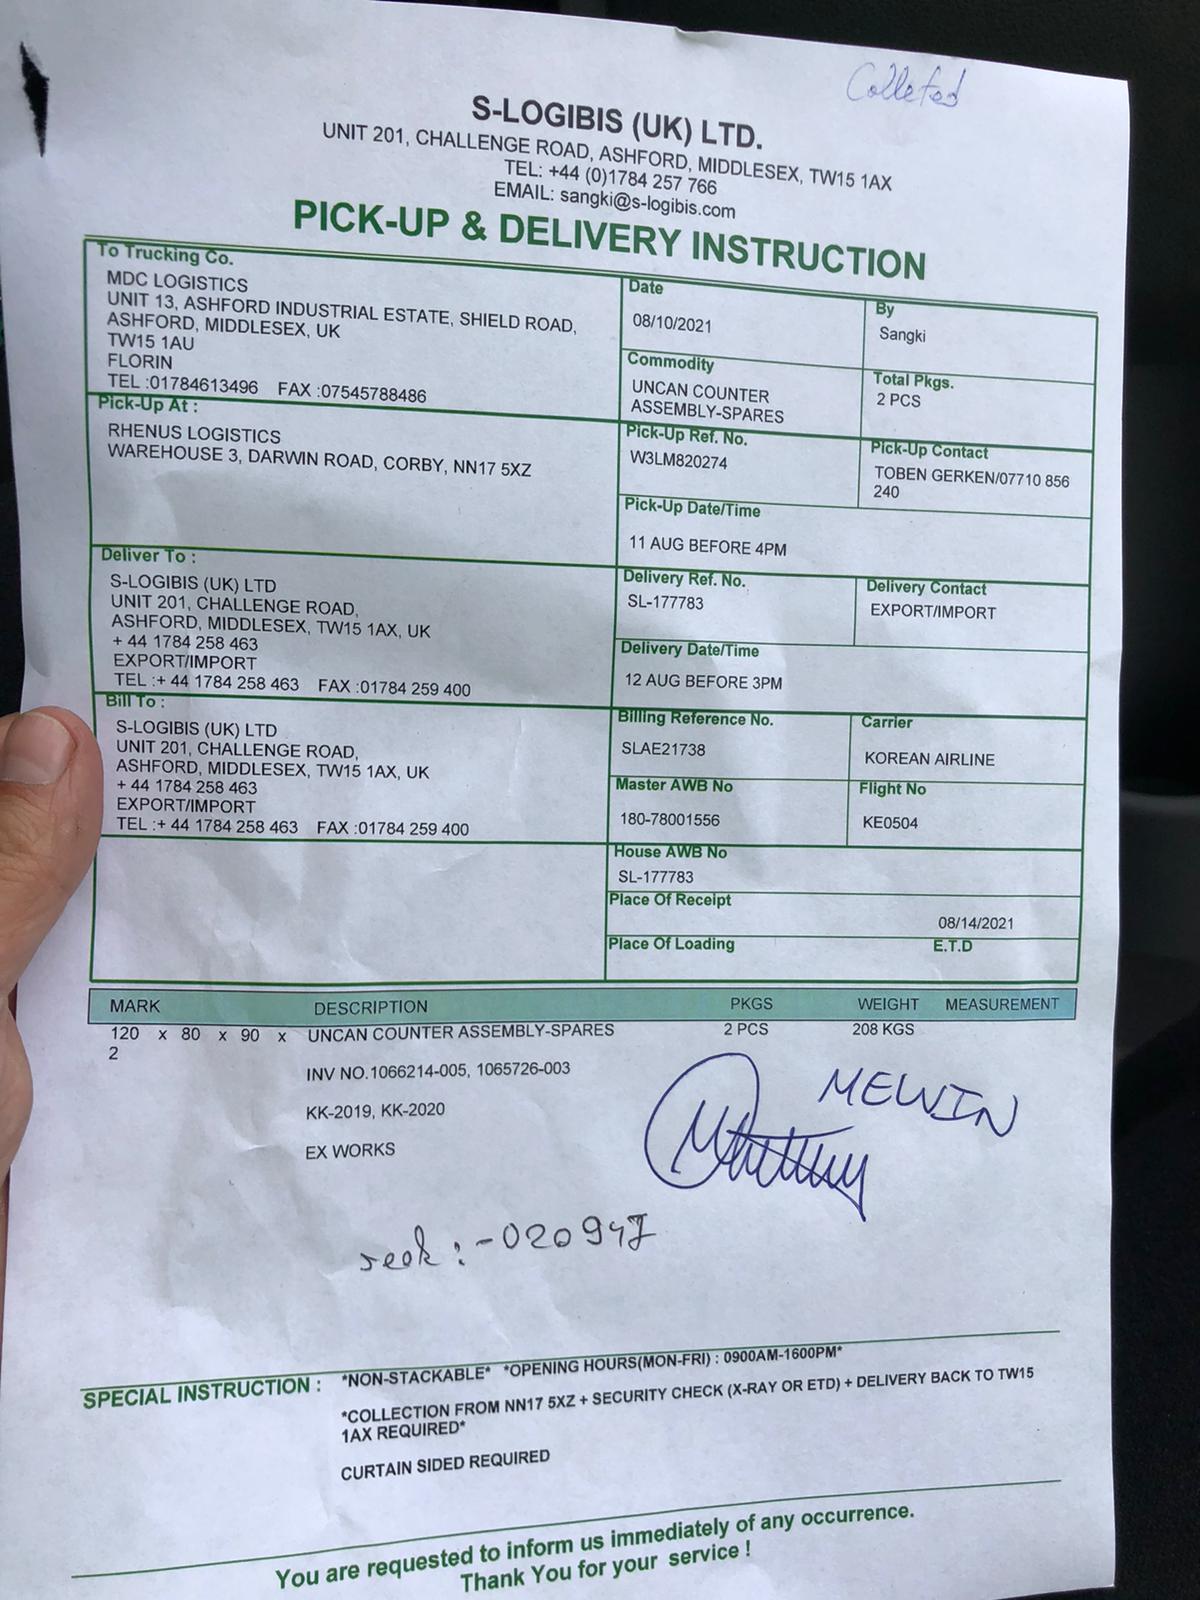 Colleted
S-LOGIBIS (UK) LTD.
UNIT 201, CHALLENGE ROAD, ASHFORD, MIDDLESEX, TW15 1AX
TEL: +44 (0)1784 257 766
EMAIL: sangki@s-logibis.com
PICK-UP & DELIVERY INSTRUCTION
To Trucking Co.
MDC LOGISTICS
UNIT 13, ASHFORD INDUSTRIAL ESTATE, SHIELD ROAD,
ASHFORD, MIDDLESEX, UK
TW15 1AU
FLORIN
TEL :01784613496 FAX :07545788486
Date
08/10/2021
By
Sangki
Commodity
UNCAN COUNTER
ASSEMBLY-SPARES
Total Pkgs.
2 PCS
Pick-Up At :
RHENUS LOGISTICS
WAREHOUSE 3, DARWIN ROAD, CORBY, NN17 5XZ
Pick-Up Ref. No.
W3LM820274
Pick-Up Contact
TOBEN GERKEN/07710 856
240
Pick-Up Date/Time
11 AUG BEFORE 4PM
Deliver To :
S-LOGIBIS (UK) LTD
UNIT 201, CHALLENGE ROAD,
ASHFORD, MIDDLESEX, TW15 1AX, UK
+ 44 1784 258 463
EXPORT/IMPORT
TEL :+ 44 1784 258 463 FAX :01784 259 400
Delivery Ref. No.
SL-177783
Delivery Contact
EXPORT/IMPORT
Delivery Date/Time
12 AUG BEFORE 3PM
Bill To :
S-LOGIBIS (UK) LTD
UNIT 201, CHALLENGE ROAD,
ASHFORD, MIDDLESEX, TW15 1AX, UK
+ 44 1784 258 463
EXPORT/IMPORT
TEL :+ 44 1784 258 463 FAX :01784 259 400
Billing Reference No.
SLAE21738
Carrier
KOREAN AIRLINE
Master AWB No
180-78001556
Flight No
KE0504
House AWB No
SL-177783
Place Of Receipt
08/14/2021
Place Of Loading E.T.D
MARK DESCRIPTION PKGS WEIGHT MEASUREMENT
120 x 80 x 90 x UNCAN COUNTER ASSEMBLY-SPARES 2 PCS 208 KGS
2
INV NO.1066214-005, 1065726-003
KK-2019, KK-2020
EX WORKS
MEWIN
: -020947
SPECIAL INSTRUCTION : *NON-STACKABLE* *OPENING HOURS(MON-FRI) : 0900AM-1600PM*
*COLLECTION FROM NN17 5XZ + SECURITY CHECK (X-RAY OR ETD) + DELIVERY BACK TO TW15
1AX REQUIRED*
CURTAIN SIDED REQUIRED
You are requested to inform us immediately of any occurrence.
Thank You for your service !